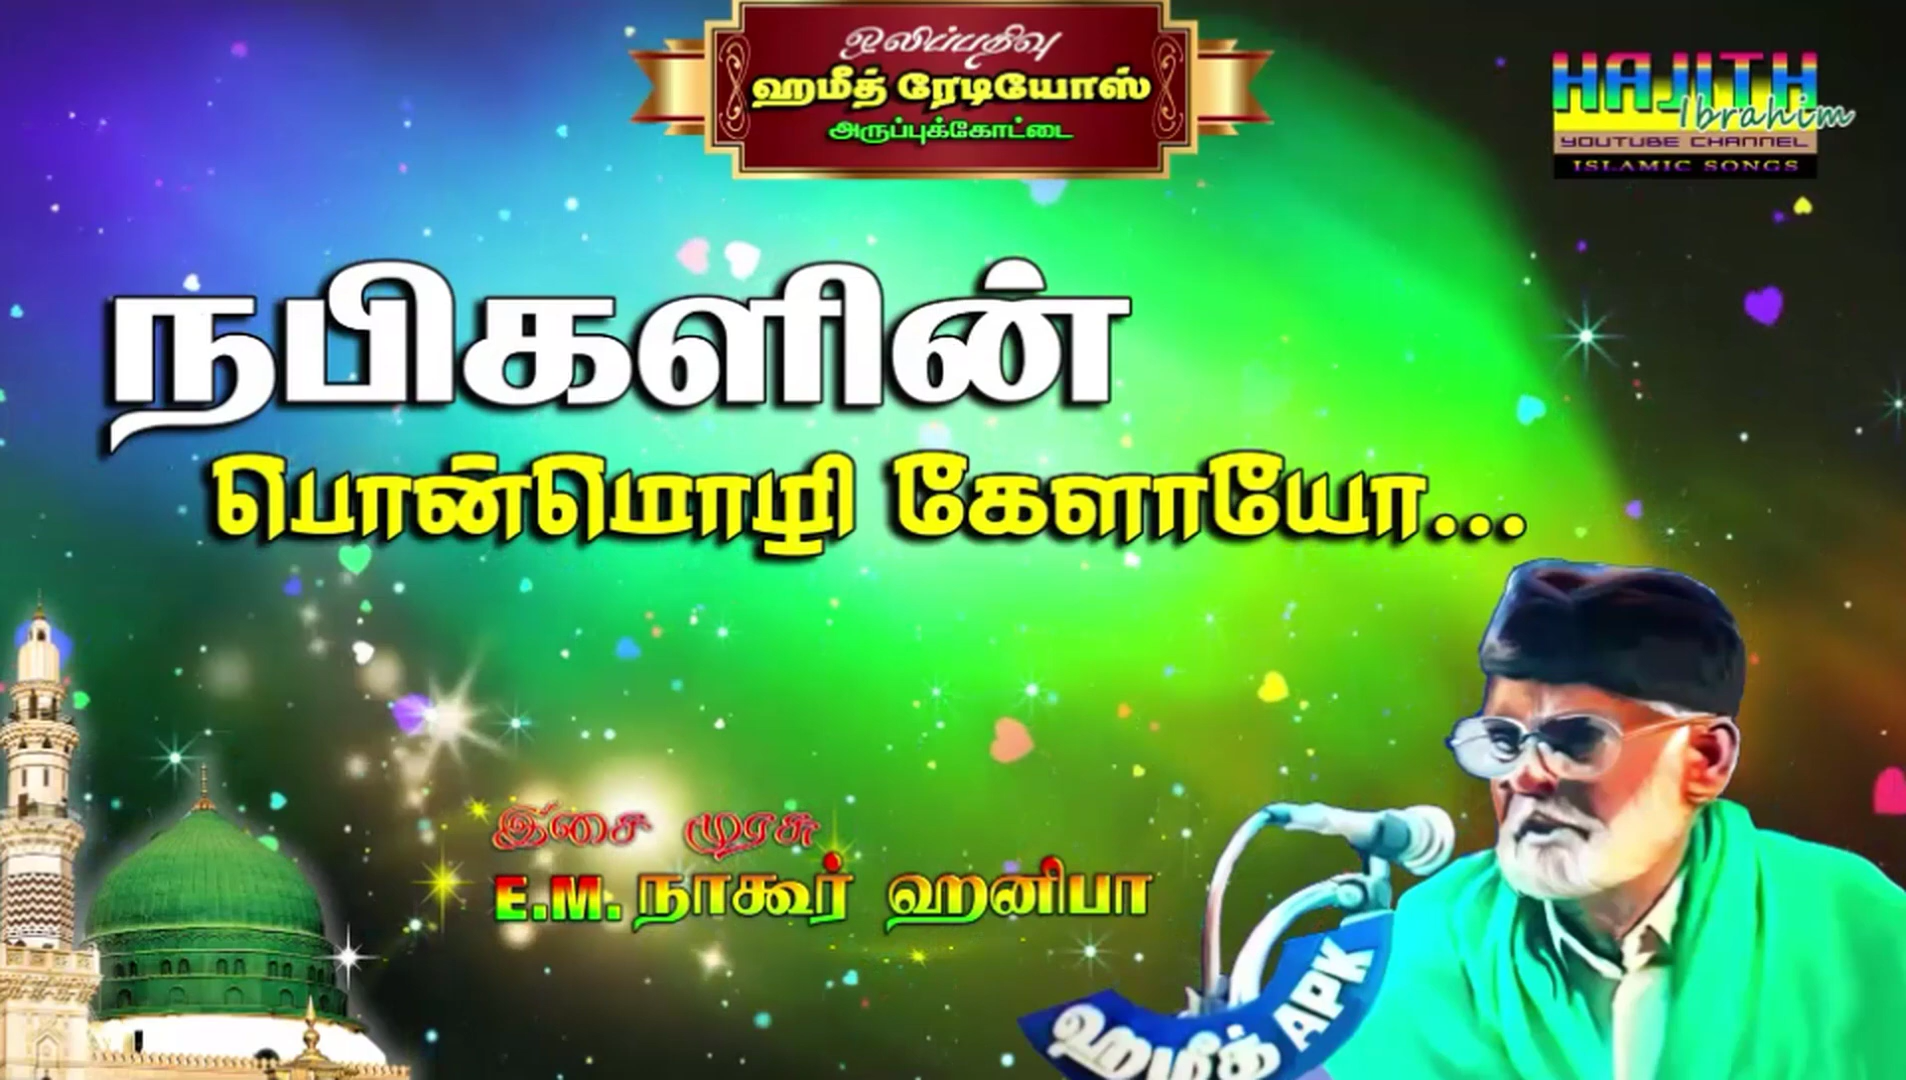 ஒலிப்பதிவு
ஹமீத் ரேடியோஸ்
அருப்புக்கோட்டை
HAJITH
Ibrahim
YOUTUBE CHANNEL
ISLAMIC SONGS
நபிகளின்
பொன்மொழி கேளாயோ...
இசை முரசு
E.M. நாகூர் ஹனிபா
ஹமீத் APK